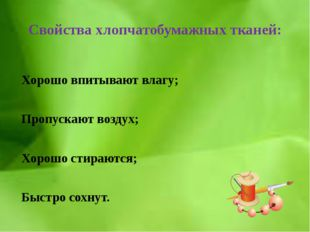 Свойства хлопчатобумажных тканей:
Хорошо впитывают влагу;
Пропускают воздух;
Хорошо стираются;
Быстро сохнут.